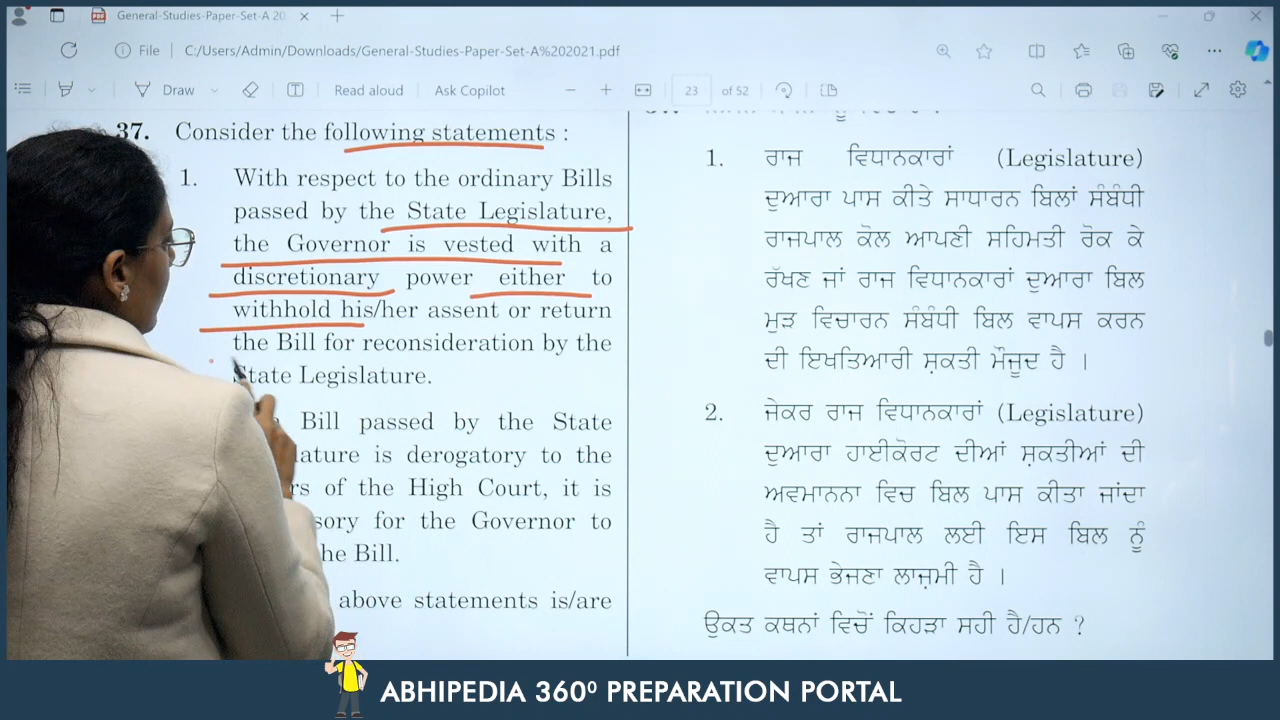 General-Studies-Paper-Set-A 20
File
C:/Users/Admin/Downloads/General-Studies-Paper-Set-A%202021.pdf
Draw
Read aloud
Ask Copilot
23
of 52
37. Consider the following statements :
1. With respect to the ordinary Bills
passed by the State Legislature,
the Governor is vested with a
discretionary power either to
withhold his/her assent or return
the Bill for reconsideration by the
State Legislature.
Bill passed by the State
ature is derogatory to the
rs of the High Court, it is
sory for the Governor to
he Bill.
above statements is/are
1. ਰਾਜ ਵਿਧਾਨਕਾਰਾਂ (Legislature)
ਦੁਆਰਾ ਪਾਸ ਕੀਤੇ ਸਾਧਾਰਨ ਬਿਲਾਂ ਸੰਬੰਧੀ
ਰਾਜਪਾਲ ਕੋਲ ਆਪਣੀ ਸਹਿਮਤੀ ਰੋਕ ਕੇ
ਰੱਖਣ ਜਾਂ ਰਾਜ ਵਿਧਾਨਕਾਰਾਂ ਦੁਆਰਾ ਬਿਲ
ਮੁੜ ਵਿਚਾਰਨ ਸੰਬੰਧੀ ਬਿਲ ਵਾਪਸ ਕਰਨ
ਦੀ ਇਖਤਿਆਰੀ ਸ਼ਕਤੀ ਮੌਜੂਦ ਹੈ ।
2. ਜੇਕਰ ਰਾਜ ਵਿਧਾਨਕਾਰਾਂ (Legislature)
ਦੁਆਰਾ ਹਾਈਕੋਰਟ ਦੀਆਂ ਸ਼ਕਤੀਆਂ ਦੀ
ਅਵਮਾਨਨਾ ਵਿਚ ਬਿਲ ਪਾਸ ਕੀਤਾ ਜਾਂਦਾ
ਹੈ ਤਾਂ ਰਾਜਪਾਲ ਲਈ ਇਸ ਬਿਲ ਨੂੰ
ਵਾਪਸ ਭੇਜਣਾ ਲਾਜ਼ਮੀ ਹੈ ।
ਉਕਤ ਕਥਨਾਂ ਵਿਚੋਂ ਕਿਹੜਾ ਸਹੀ ਹੈ/ਹਨ ?
ABHIPEDIA 360⁰ PREPARATION PORTAL